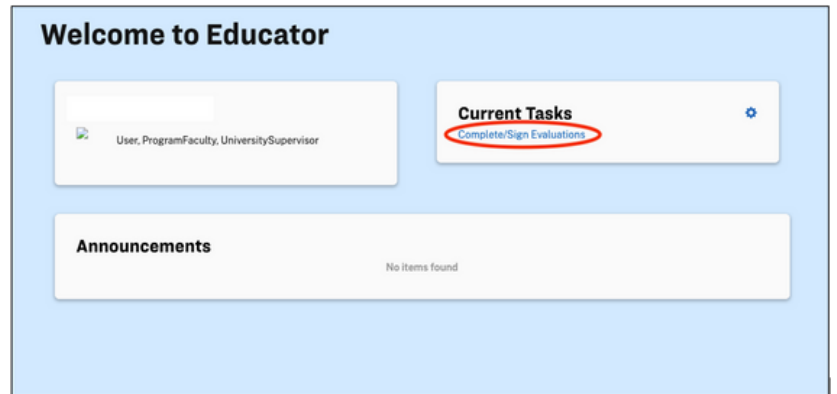 Welcome to Educator
User, ProgramFaculty, UniversitySupervisor
Current Tasks
Complete/Sign Evaluations
Announcements
No items found